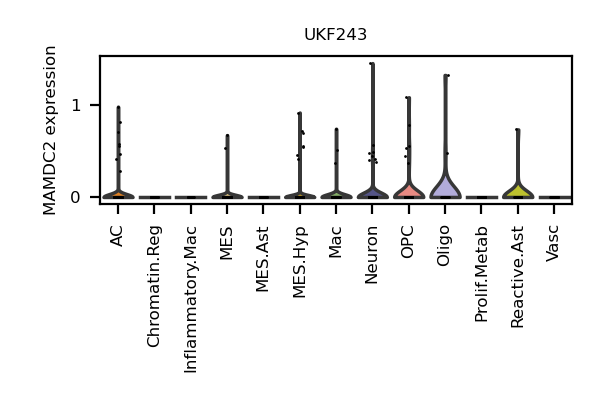 UKF243
MAMDC2 expression
1
0
AC
Chromatin.Reg
Inflammatory.Mac
MES
MES.Ast
MES.Hyp
Mac
Neuron
OPC
Oligo
Prolif.Metab
Reactive.Ast
Vasc